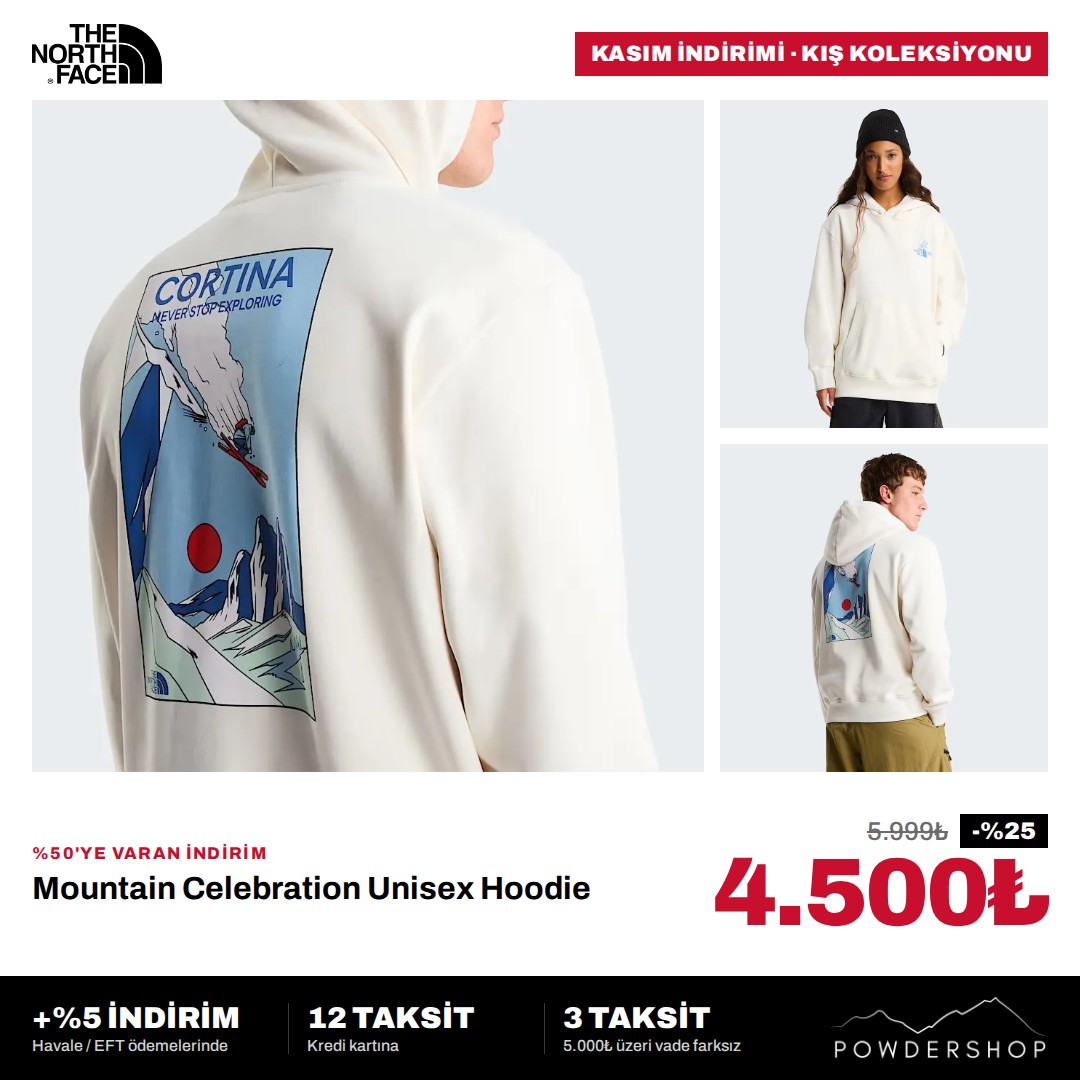 THE
NORTH
FACE
®
KASIM İNDİRİMİ · KIŞ KOLEKSİYONU
CORTINA
NEVER STOP EXPLORING
%50'YE VARAN İNDİRİM
Mountain Celebration Unisex Hoodie
5.999₺
-%25
4.500₺
+%5 İNDİRİM
Havale / EFT ödemelerinde
12 TAKSİT
Kredi kartına
3 TAKSİT
5.000₺ üzeri vade farksız
POWDERSHOP